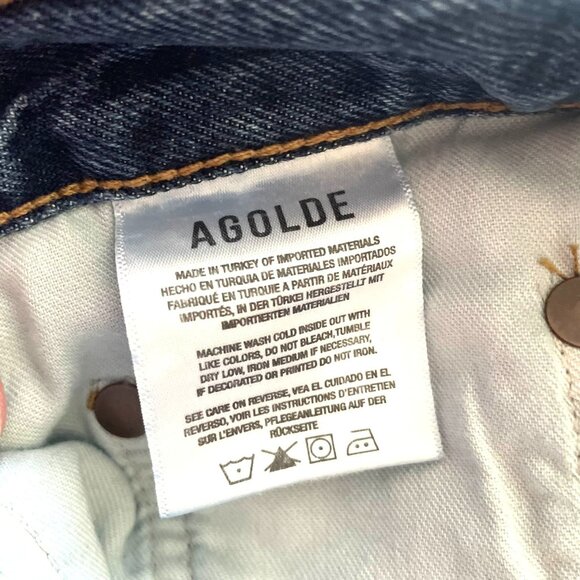 AGOLDE
MADE IN TURKEY OF IMPORTED MATERIALS
HECHO EN TURQUIA DE MATERIALES IMPORTADOS
FABRIQUÉ EN TURQUIE A PARTIR DE MATÉRIAUX
IMPORTÉS, IN DER TÜRKEI HERGESTELLT MIT
IMPORTIERTEN MATERIALIEN
MACHINE WASH COLD INSIDE OUT WITH
LIKE COLORS, DO NOT BLEACH,TUMBLE
DRY LOW, IRON MEDIUM IF NECESSARY,
IF DECORATED OR PRINTED DO NOT IRON.
SEE CARE ON REVERSE, VEA EL CUIDADO EN EL
REVERSO, VOIR LES INSTRUCTIONS D'ENTRETIEN
SUR L'ENVERS, PFLEGEANLEITUNG AUF DER
RÜCKSEITE